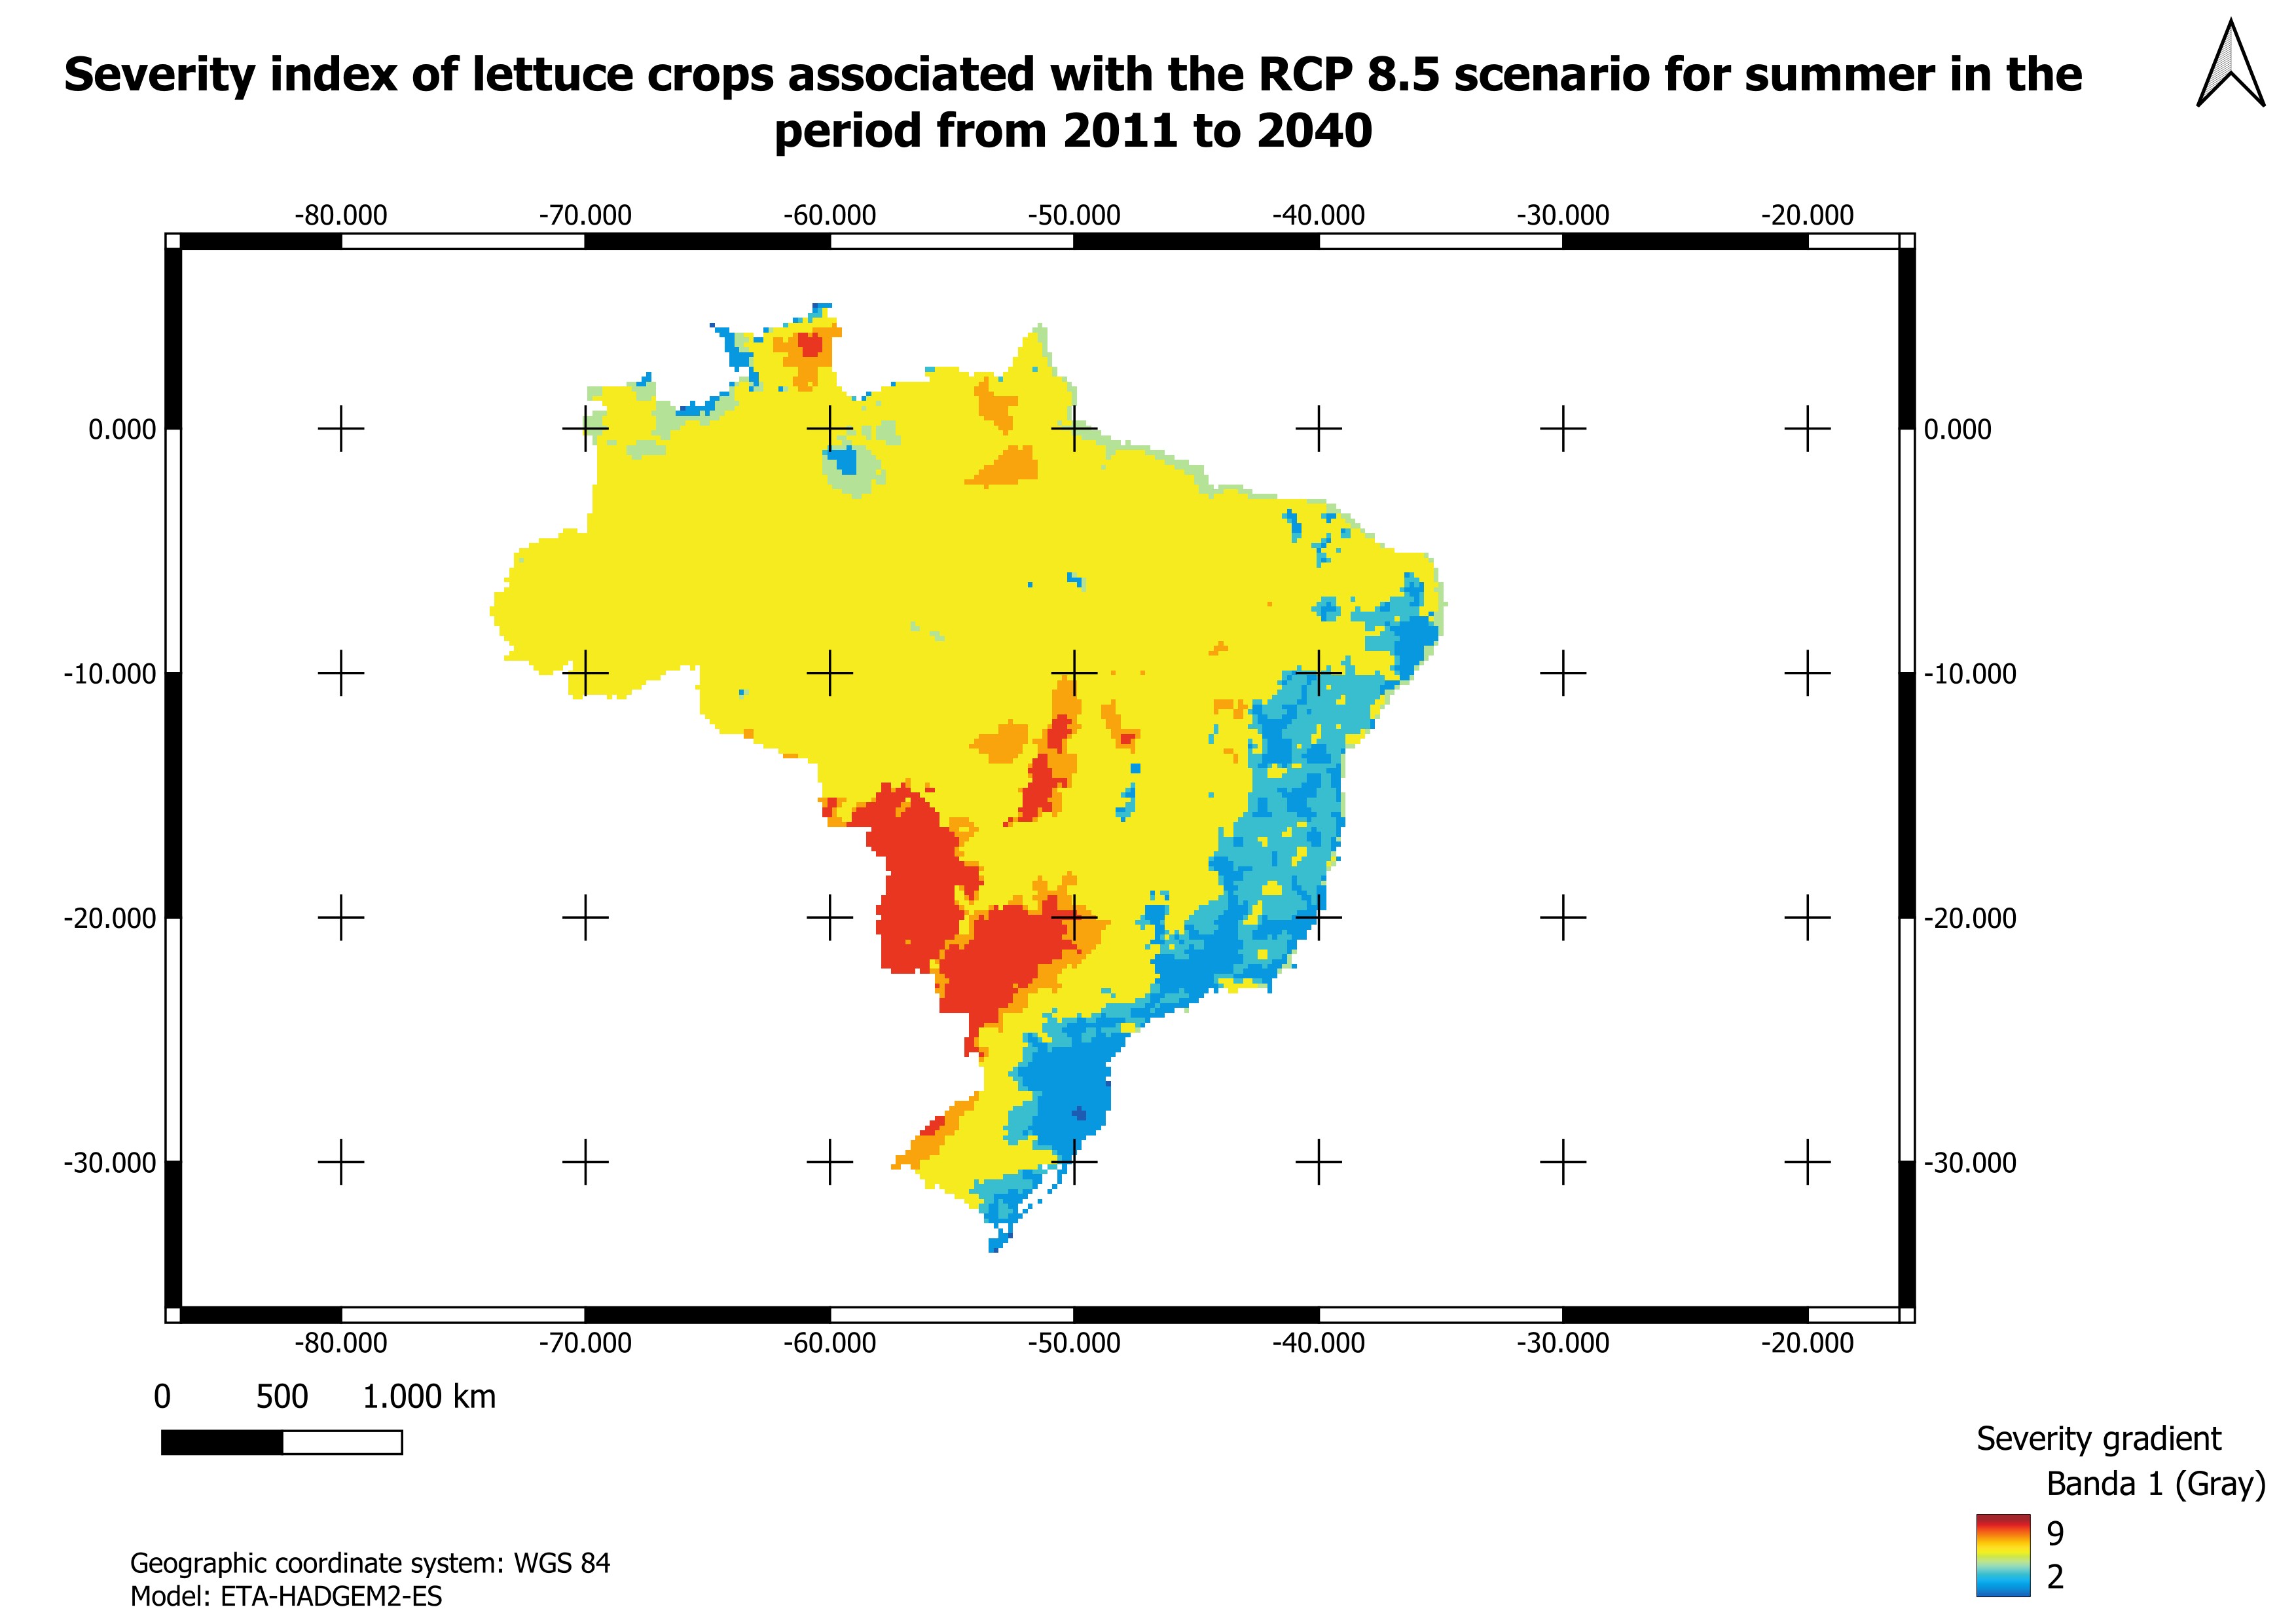 Severity index of lettuce crops associated with the RCP 8.5 scenario for summer in the
period from 2011 to 2040
-80.000 -70.000 -60.000 -50.000 -40.000 -30.000 -20.000
0.000 0.000
-10.000 -10.000
-20.000 -20.000
-30.000 -30.000
-80.000 -70.000 -60.000 -50.000 -40.000 -30.000 -20.000
0 500 1.000 km
Severity gradient
Banda 1 (Gray)
9
2
Geographic coordinate system: WGS 84
Model: ETA-HADGEM2-ES